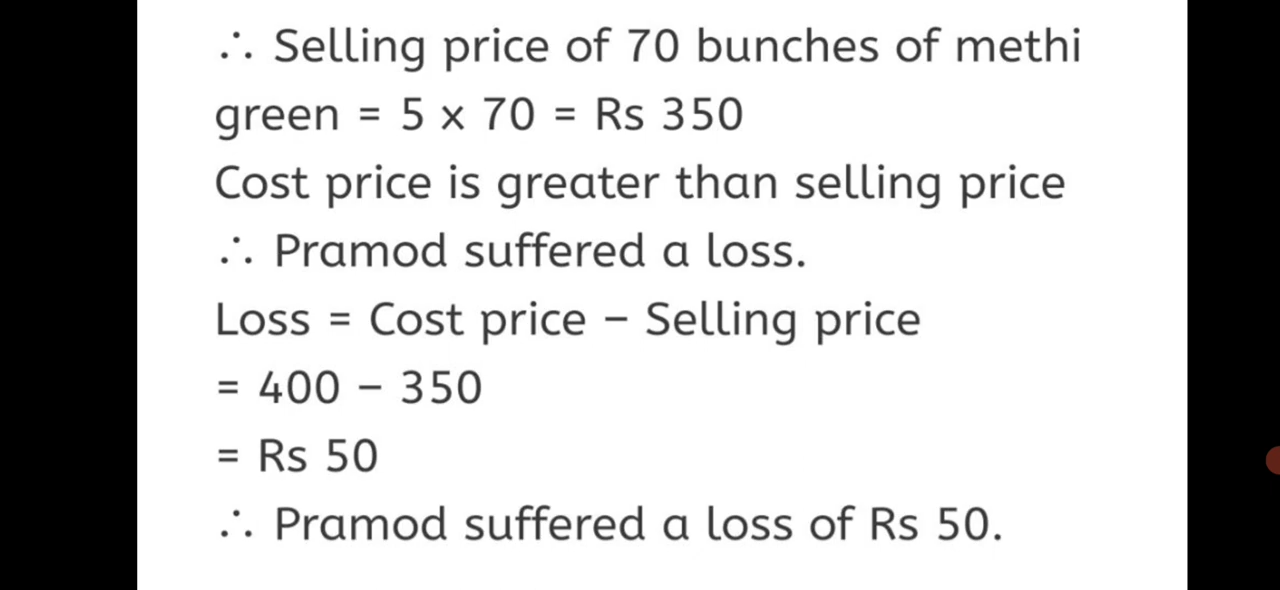 ∴ Selling price of 70 bunches of methi
green = 5 x 70 = Rs 350
Cost price is greater than selling price
∴ Pramod suffered a loss.
Loss = Cost price – Selling price
= 400 – 350
= Rs 50
∴ Pramod suffered a loss of Rs 50.